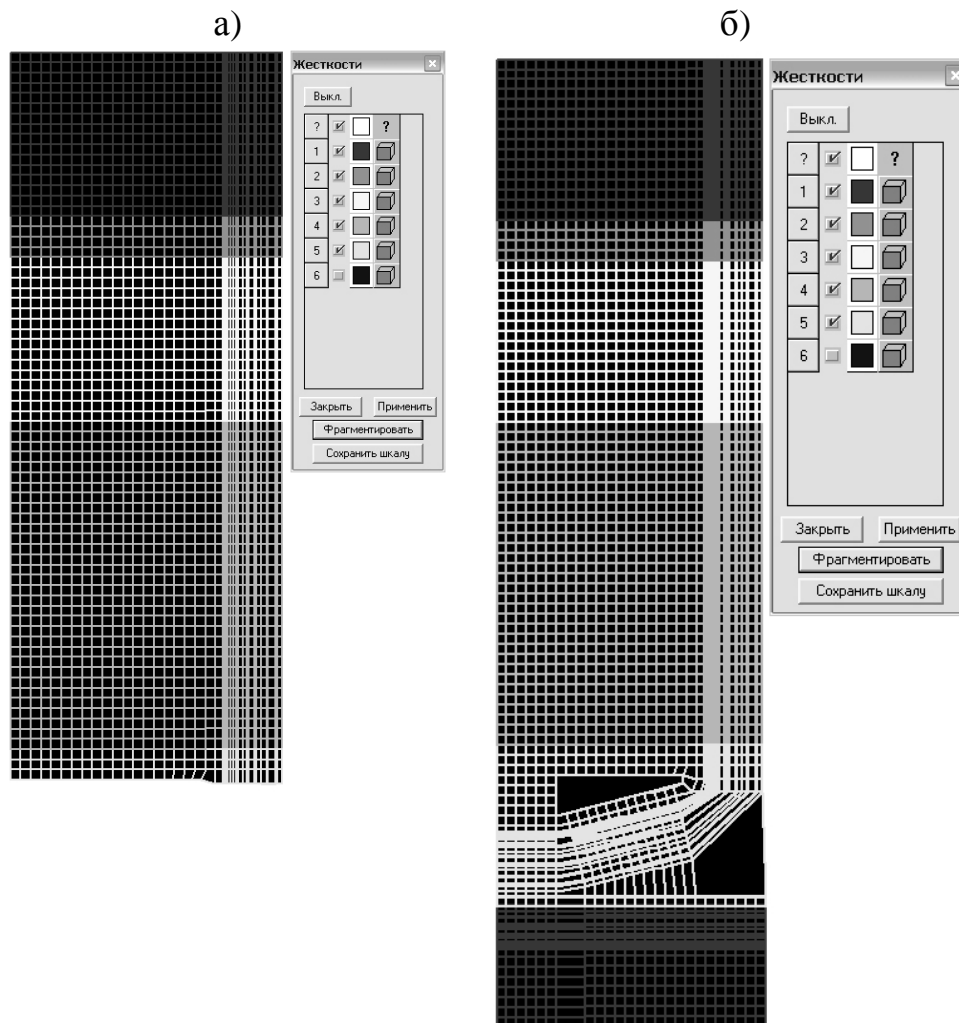 а)
б)
Жесткости
Выкл.
? ?
1
2
3
4
5
6
Закрыть Применить
Фрагментировать
Сохранить шкалу
Жесткости
Выкл.
? ?
1
2
3
4
5
6
Закрыть Применить
Фрагментировать
Сохранить шкалу